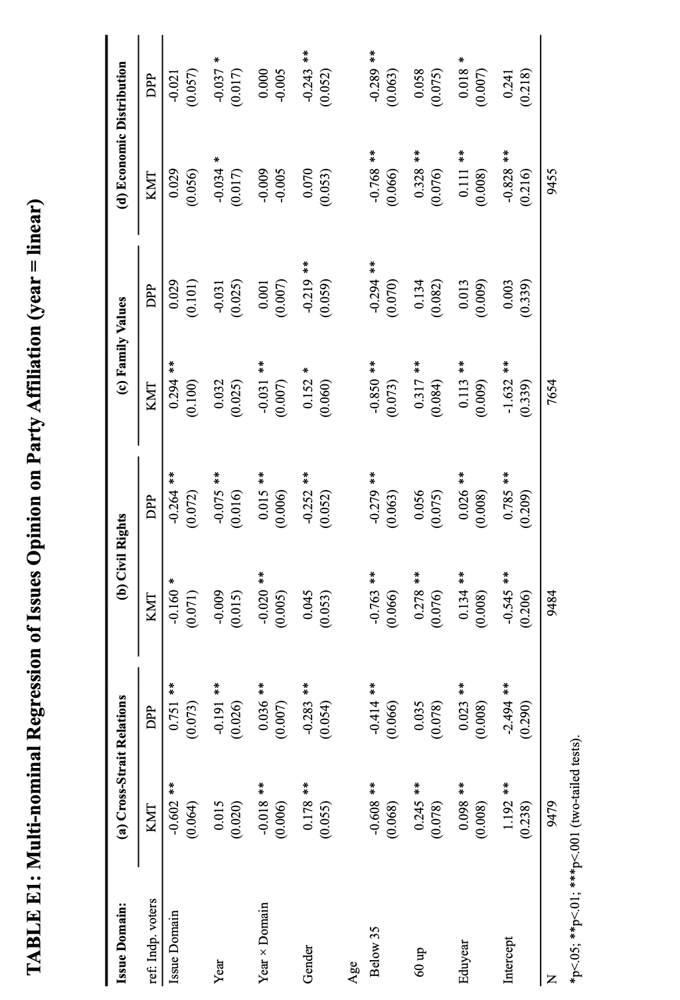 TABLE E1: Multi-nominal Regression of Issues Opinion on Party Affiliation (year = linear)
Issue Domain: (a) Cross-Strait Relations (b) Civil Rights (c) Family Values (d) Economic Distribution
ref: Indp. voters KMT DPP KMT DPP KMT DPP KMT DPP
Issue Domain -0.602 ** 0.751 ** -0.160 * -0.264 ** 0.294 ** 0.029 0.029 -0.021
(0.064) (0.073) (0.071) (0.072) (0.100) (0.101) (0.056) (0.057)
Year 0.015 -0.191 ** -0.009 -0.075 ** 0.032 -0.031 -0.034 * -0.037 *
(0.020) (0.026) (0.015) (0.016) (0.025) (0.025) (0.017) (0.017)
Year × Domain -0.018 ** 0.036 ** -0.020 ** 0.015 ** -0.031 ** 0.001 -0.009 0.000
(0.006) (0.007) (0.005) (0.006) (0.007) (0.007) -0.005 -0.005
Gender 0.178 ** -0.283 ** 0.045 -0.252 ** 0.152 * -0.219 ** 0.070 -0.243 **
(0.055) (0.054) (0.053) (0.052) (0.060) (0.059) (0.053) (0.052)
Age
Below 35 -0.608 ** -0.414 ** -0.763 ** -0.279 ** -0.850 ** -0.294 ** -0.768 ** -0.289 **
(0.068) (0.066) (0.066) (0.063) (0.073) (0.070) (0.066) (0.063)
60 up 0.245 ** 0.035 0.278 ** 0.056 0.317 ** 0.134 0.328 ** 0.058
(0.078) (0.078) (0.076) (0.075) (0.084) (0.082) (0.076) (0.075)
Eduyear 0.098 ** 0.023 ** 0.134 ** 0.026 ** 0.113 ** 0.013 0.111 ** 0.018 *
(0.008) (0.008) (0.008) (0.008) (0.009) (0.009) (0.008) (0.007)
Intercept 1.192 ** -2.494 ** -0.545 ** 0.785 ** -1.632 ** 0.003 -0.828 ** 0.241
(0.238) (0.290) (0.206) (0.209) (0.339) (0.339) (0.216) (0.218)
N 9479 9484 7654 9455
*p<.05; **p<.01; ***p<.001 (two-tailed tests).